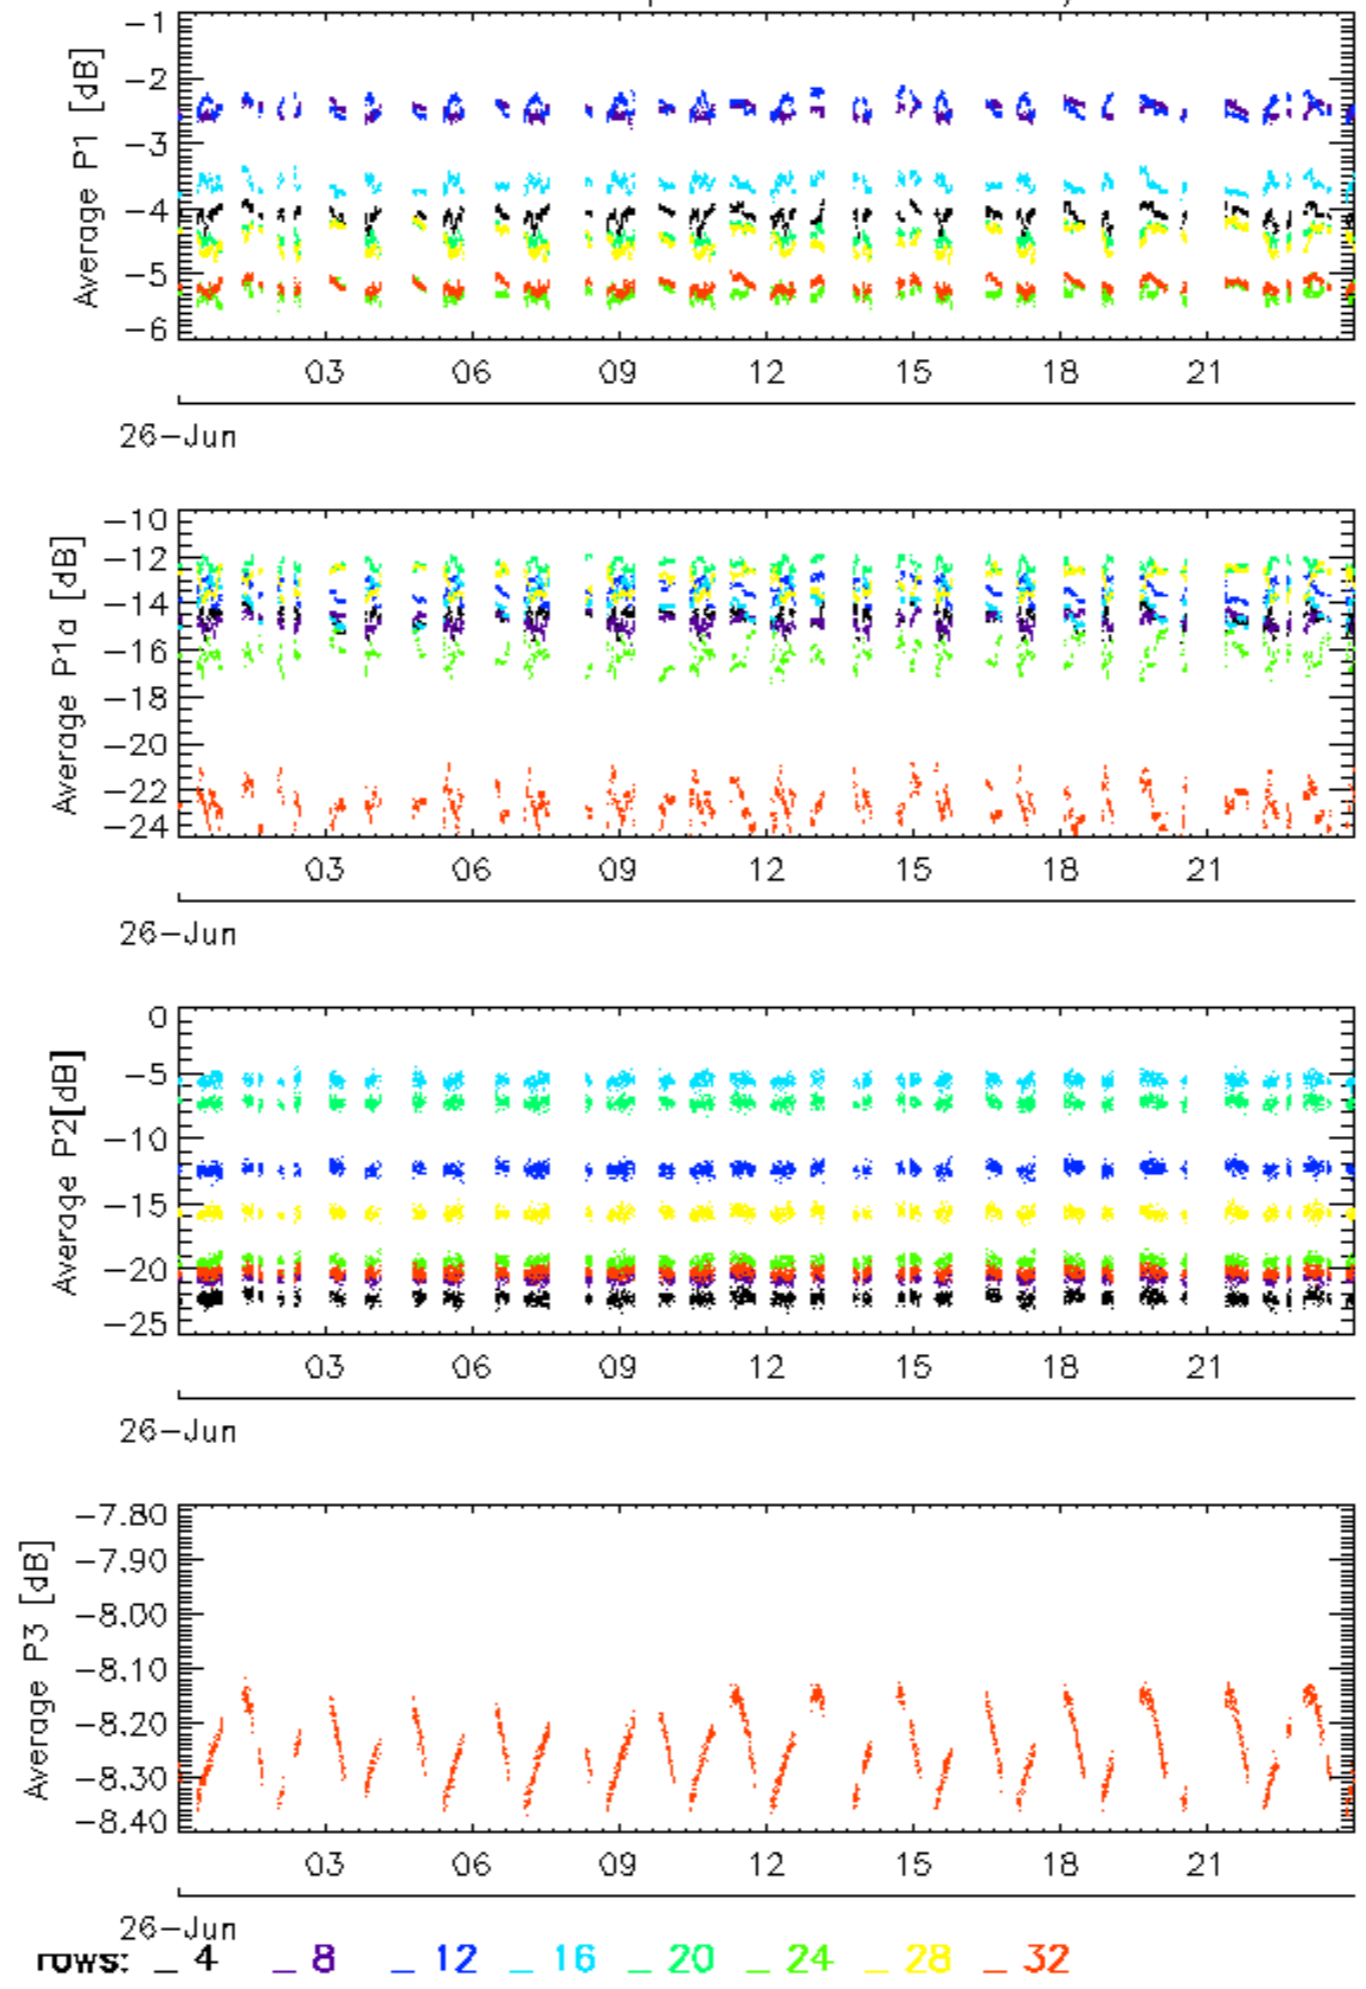 -1
-2
-3
-4
-5
-6
Average P1 [dB]
03 06 09 12 15 18 21
26-Jun
-10
-12
-14
-16
-18
-20
-22
-24
Average P1a [dB]
03 06 09 12 15 18 21
26-Jun
0
-5
-10
-15
-20
-25
Average P2[dB]
03 06 09 12 15 18 21
26-Jun
-7.80
-7.90
-8.00
-8.10
-8.20
-8.30
-8.40
Average P3 [dB]
03 06 09 12 15 18 21
26-Jun
rows: _ 4 _ 8 _ 12 _ 16 _ 20 _ 24 _ 28 _ 32